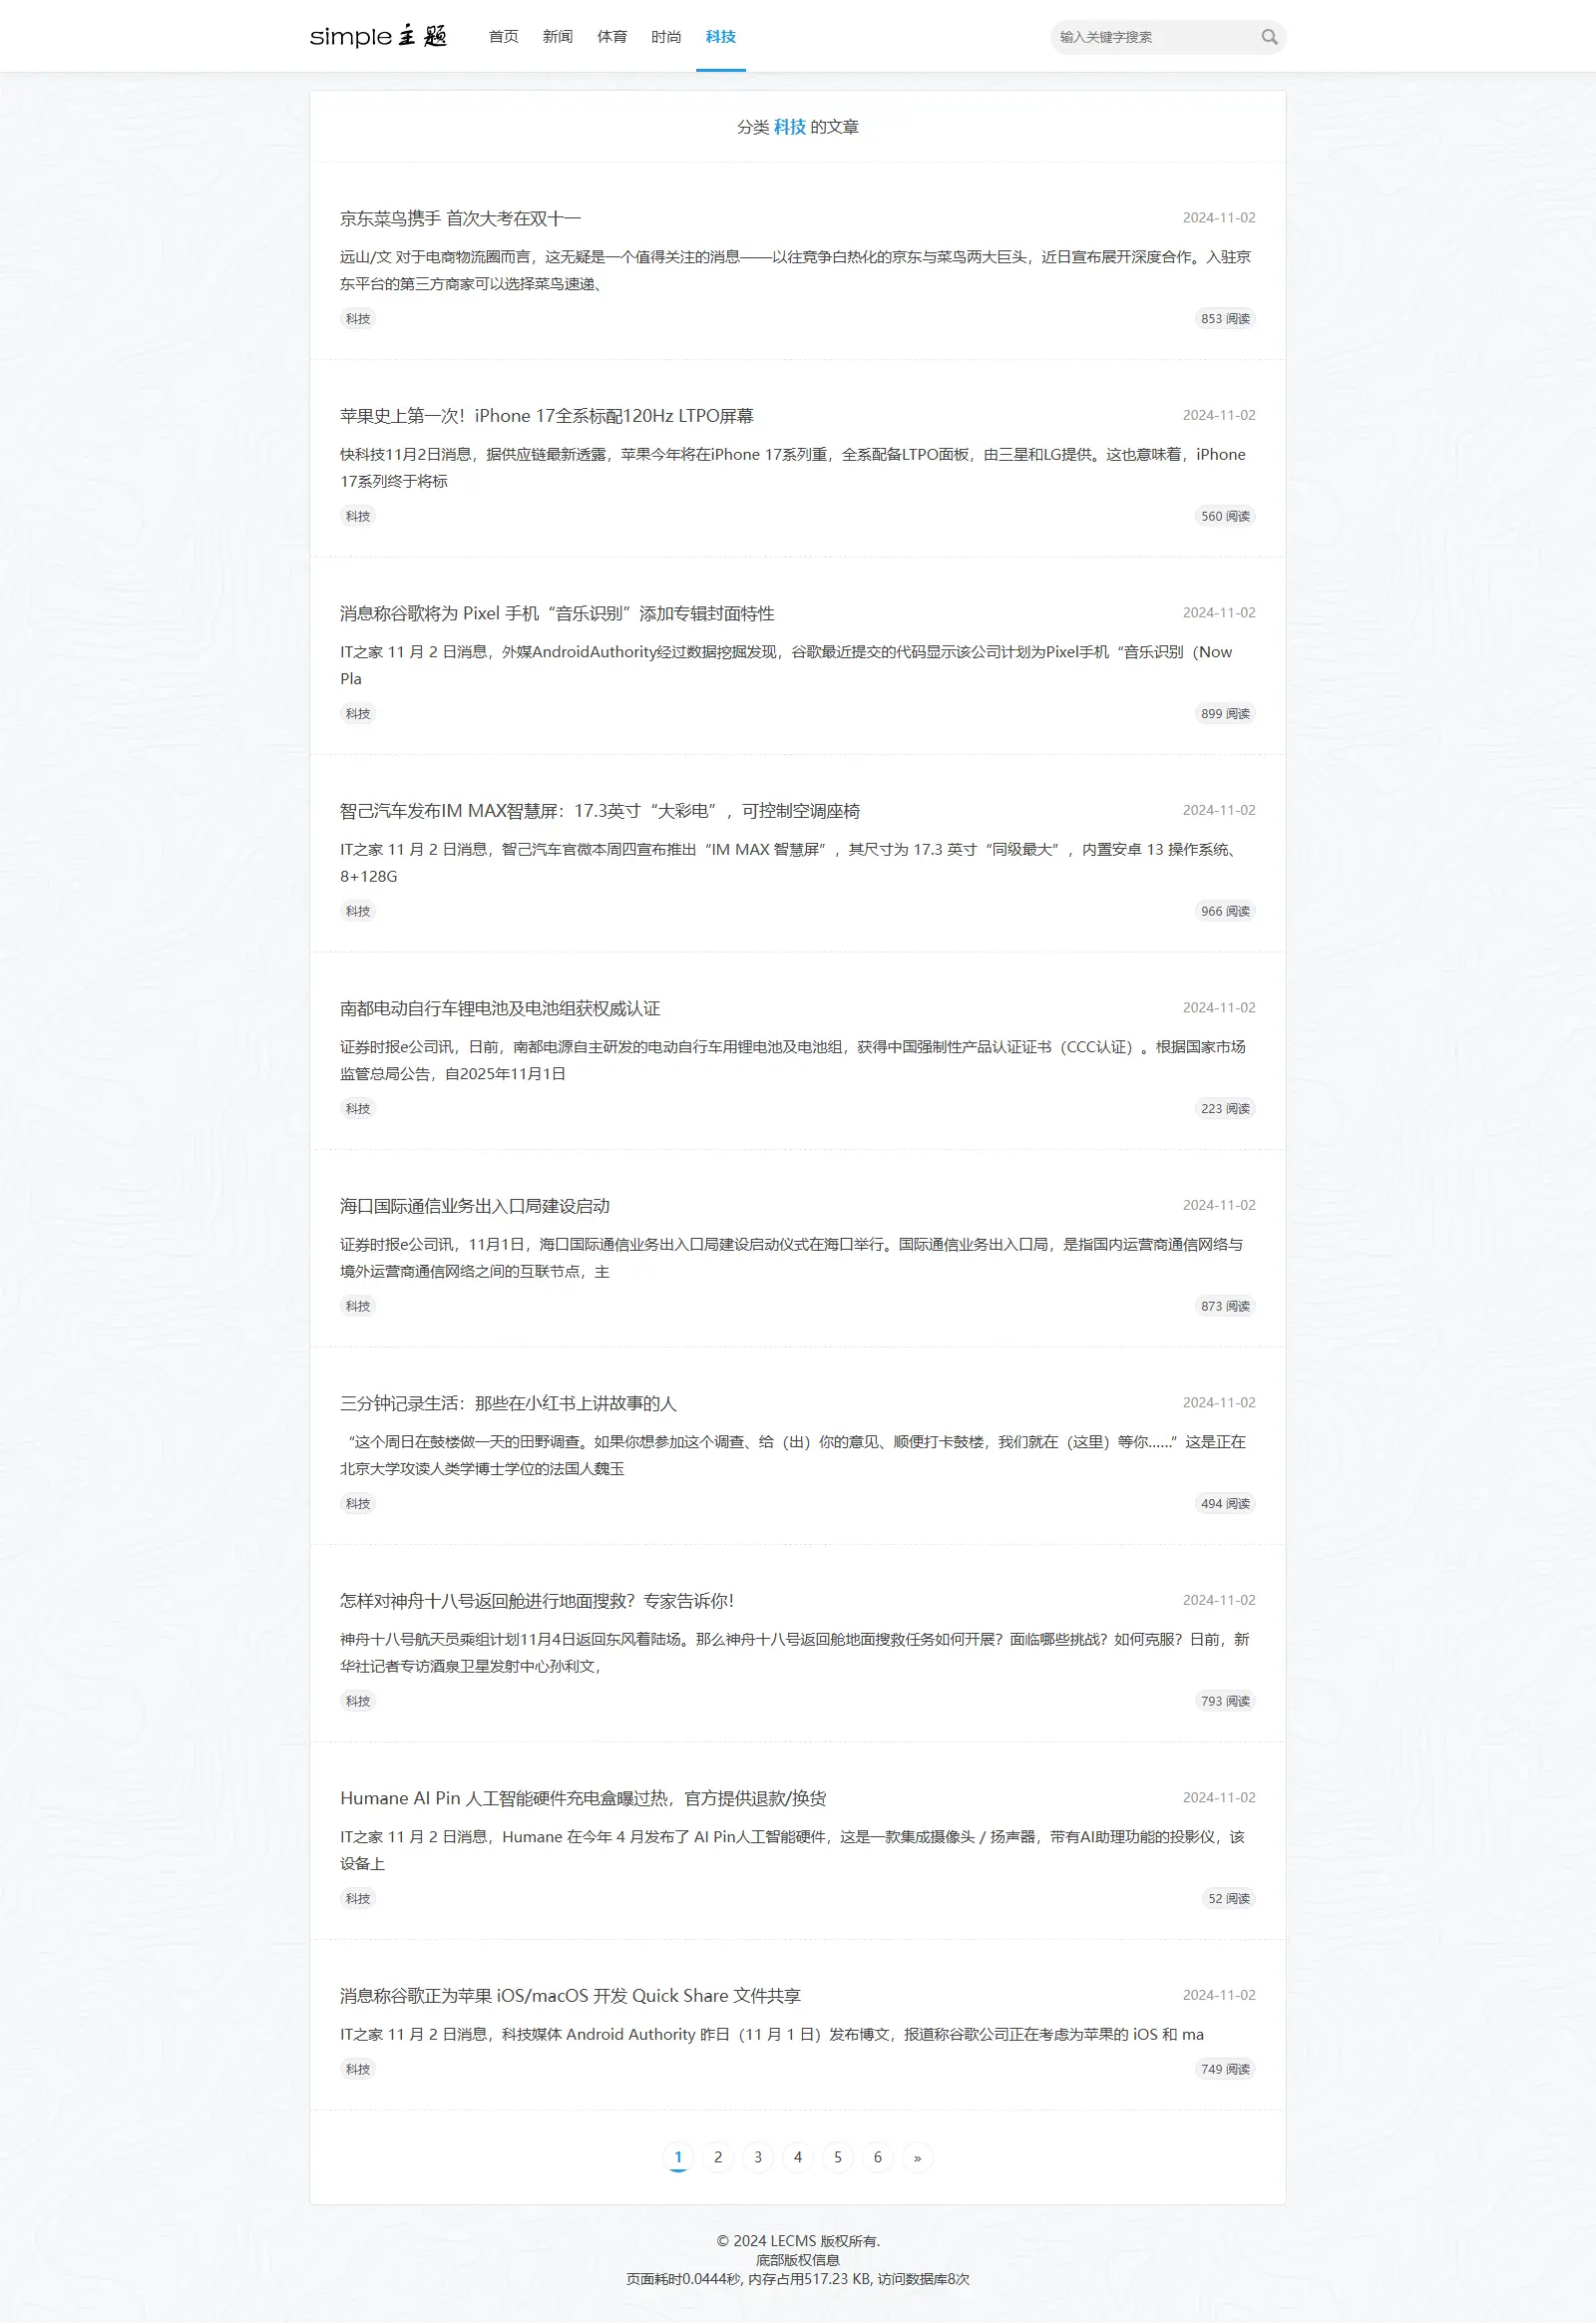 simple主题
首页 新闻 体育 时尚 科技
输入关键字搜索
分类 科技 的文章
京东菜鸟携手 首次大考在双十一 2024-11-02
远山/文 对于电商物流圈而言，这无疑是一个值得关注的消息——以往竞争白热化的京东与菜鸟两大巨头，近日宣布展开深度合作。入驻京
东平台的第三方商家可以选择菜鸟速递、
科技 853 阅读
苹果史上第一次！iPhone 17全系标配120Hz LTPO屏幕 2024-11-02
快科技11月2日消息，据供应链最新透露，苹果今年将在iPhone 17系列重，全系配备LTPO面板，由三星和LG提供。这也意味着，iPhone
17系列终于将标
科技 560 阅读
消息称谷歌将为 Pixel 手机“音乐识别”添加专辑封面特性 2024-11-02
IT之家 11 月 2 日消息，外媒AndroidAuthority经过数据挖掘发现，谷歌最近提交的代码显示该公司计划为Pixel手机“音乐识别（Now
Pla
科技 899 阅读
智己汽车发布IM MAX智慧屏：17.3英寸“大彩电”，可控制空调座椅 2024-11-02
IT之家 11 月 2 日消息，智己汽车官微本周四宣布推出“IM MAX 智慧屏”，其尺寸为 17.3 英寸“同级最大”，内置安卓 13 操作系统、
8+128G
科技 966 阅读
南都电动自行车锂电池及电池组获权威认证 2024-11-02
证券时报e公司讯，日前，南都电源自主研发的电动自行车用锂电池及电池组，获得中国强制性产品认证证书（CCC认证）。根据国家市场
监管总局公告，自2025年11月1日
科技 223 阅读
海口国际通信业务出入口局建设启动 2024-11-02
证券时报e公司讯，11月1日，海口国际通信业务出入口局建设启动仪式在海口举行。国际通信业务出入口局，是指国内运营商通信网络与
境外运营商通信网络之间的互联节点，主
科技 873 阅读
三分钟记录生活：那些在小红书上讲故事的人 2024-11-02
“这个周日在鼓楼做一天的田野调查。如果你想参加这个调查、给（出）你的意见、顺便打卡鼓楼，我们就在（这里）等你……”这是正在
北京大学攻读人类学博士学位的法国人魏玉
科技 494 阅读
怎样对神舟十八号返回舱进行地面搜救？专家告诉你！ 2024-11-02
神舟十八号航天员乘组计划11月4日返回东风着陆场。那么神舟十八号返回舱地面搜救任务如何开展？面临哪些挑战？如何克服？日前，新
华社记者专访酒泉卫星发射中心孙利文，
科技 793 阅读
Humane AI Pin 人工智能硬件充电盒曝过热，官方提供退款/换货 2024-11-02
IT之家 11 月 2 日消息，Humane 在今年 4 月发布了 AI Pin人工智能硬件，这是一款集成摄像头 / 扬声器，带有AI助理功能的投影仪，该
设备上
科技 52 阅读
消息称谷歌正为苹果 iOS/macOS 开发 Quick Share 文件共享 2024-11-02
IT之家 11 月 2 日消息，科技媒体 Android Authority 昨日（11 月 1 日）发布博文，报道称谷歌公司正在考虑为苹果的 iOS 和 ma
科技 749 阅读
1 2 3 4 5 6 »
© 2024 LECMS 版权所有.
底部版权信息
页面耗时0.0444秒, 内存占用517.23 KB, 访问数据库8次